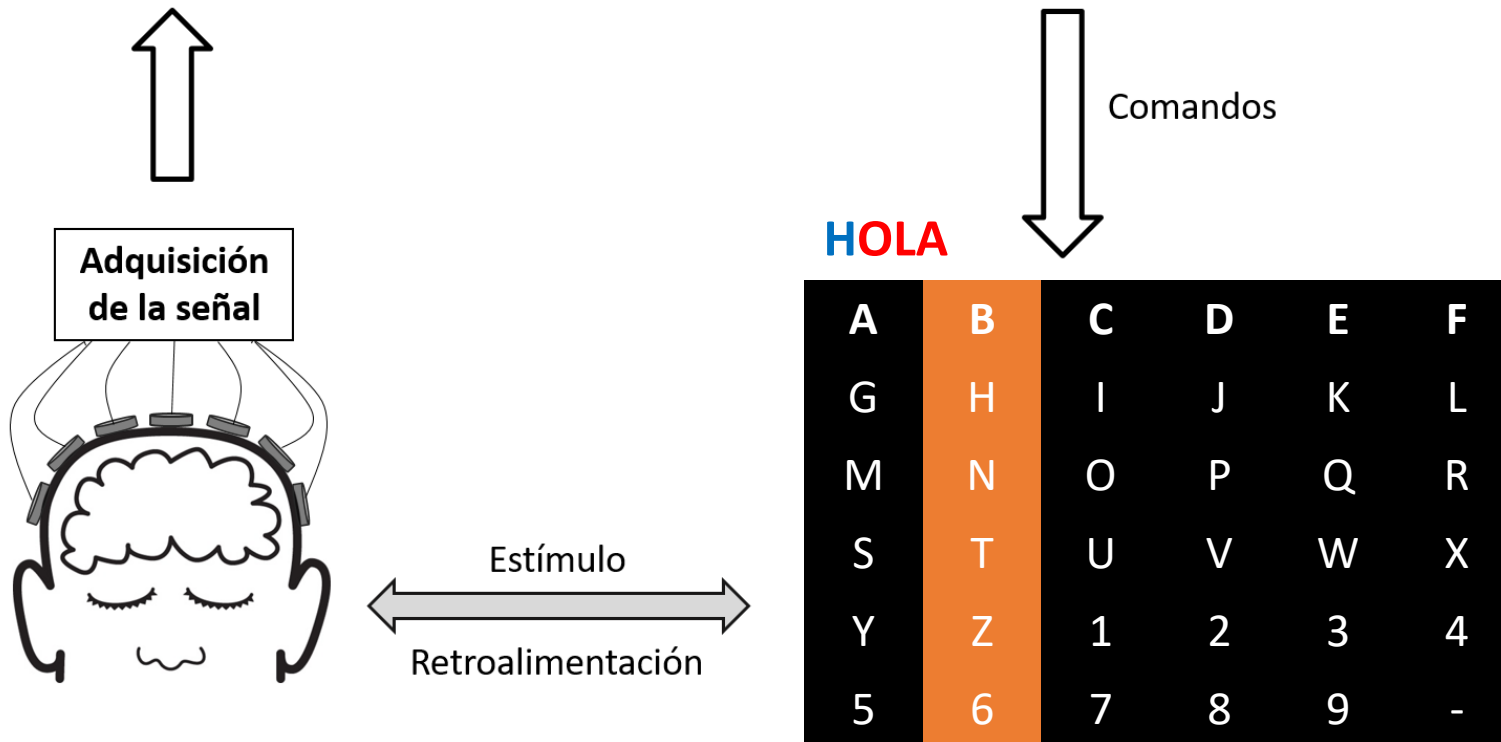 Comandos
HOLA
Adquisición
de la señal
A B C D E F
G H I J K L
M N O P Q R
S T U V W X
Y Z 1 2 3 4
5 6 7 8 9 -
Estímulo
Retroalimentación